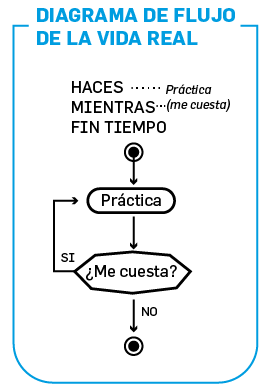 DIAGRAMA DE FLUJO
DE LA VIDA REAL
HACES ······ Práctica
MIENTRAS···(me cuesta)
FIN TIEMPO
Práctica
¿Me cuesta?
SI
NO